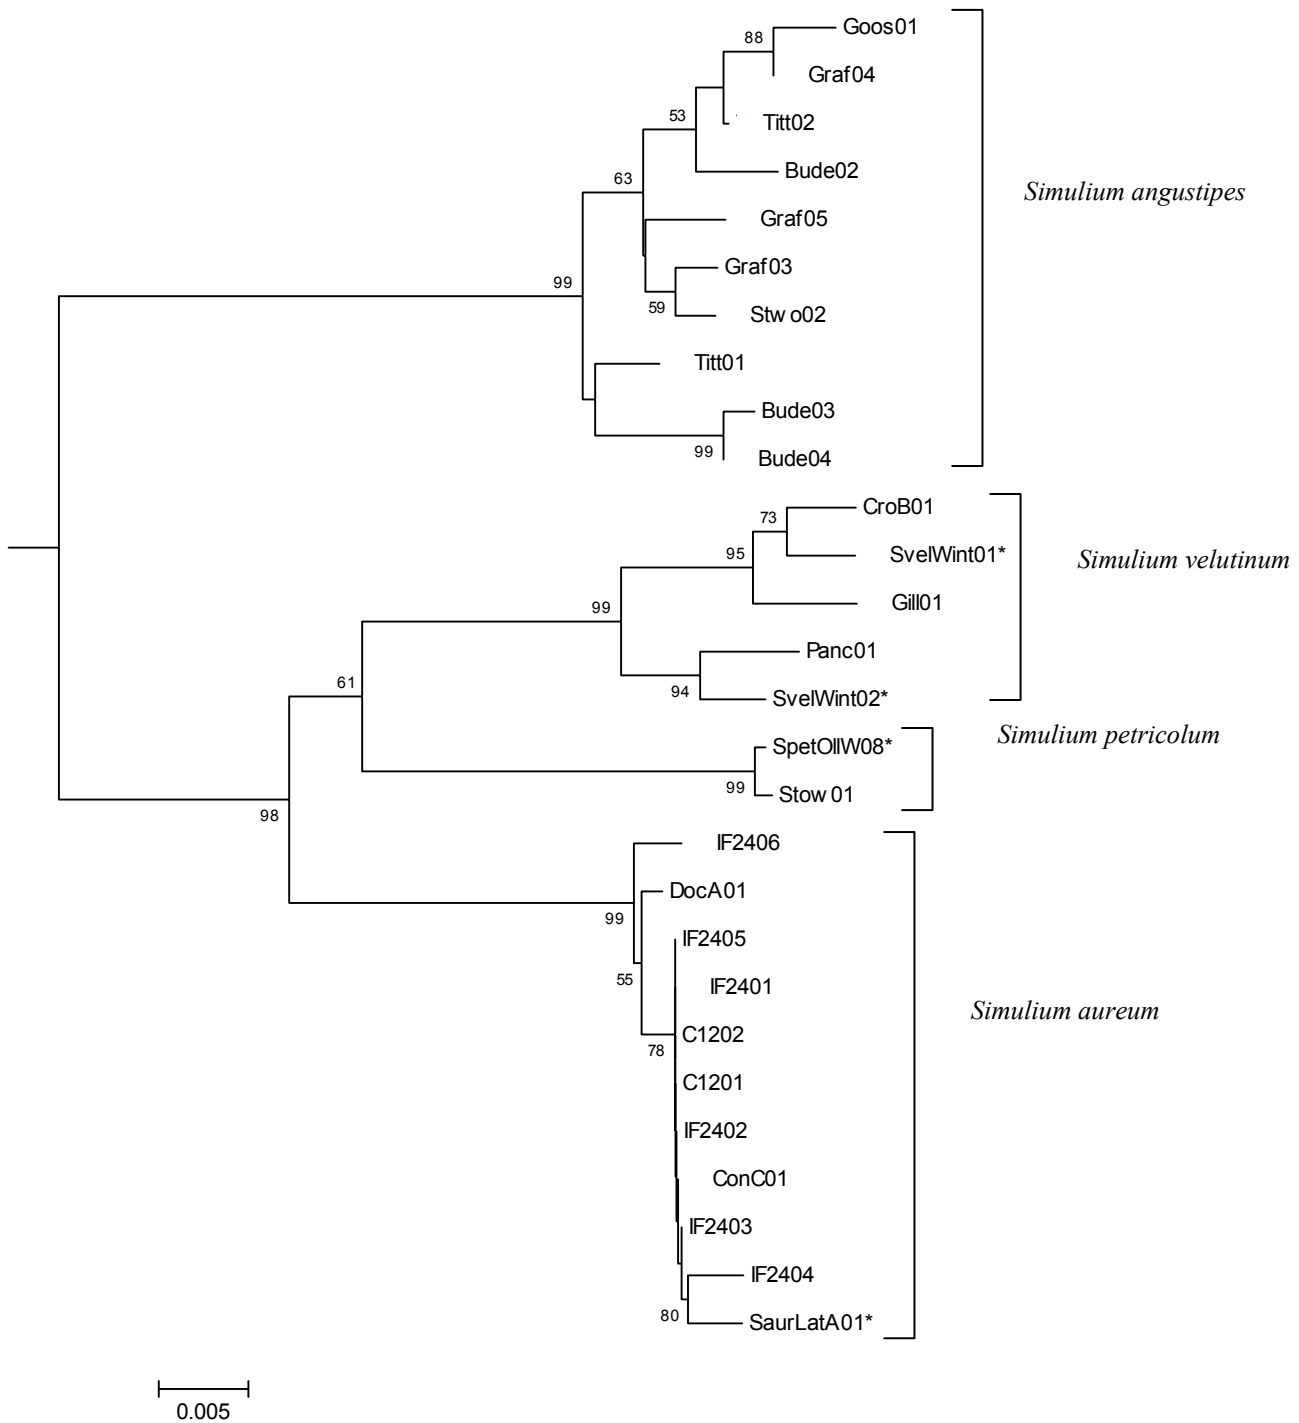 Goos01
88
Graf04
53
Titt02
Bude02
63
Simulium angustipes
Graf05
Graf03
99
59
Stw o02
Titt01
Bude03
99
Bude04
CroB01
73
95
SvelWint01*
Simulium velutinum
99
Gill01
Panc01
61
94
SvelWint02*
Simulium petricolum
SpetOllW08*
99
Stow 01
98
IF2406
DocA01
99
IF2405
55
IF2401
Simulium aureum
C1202
78
C1201
IF2402
ConC01
IF2403
IF2404
80
SaurLatA01*
0.005